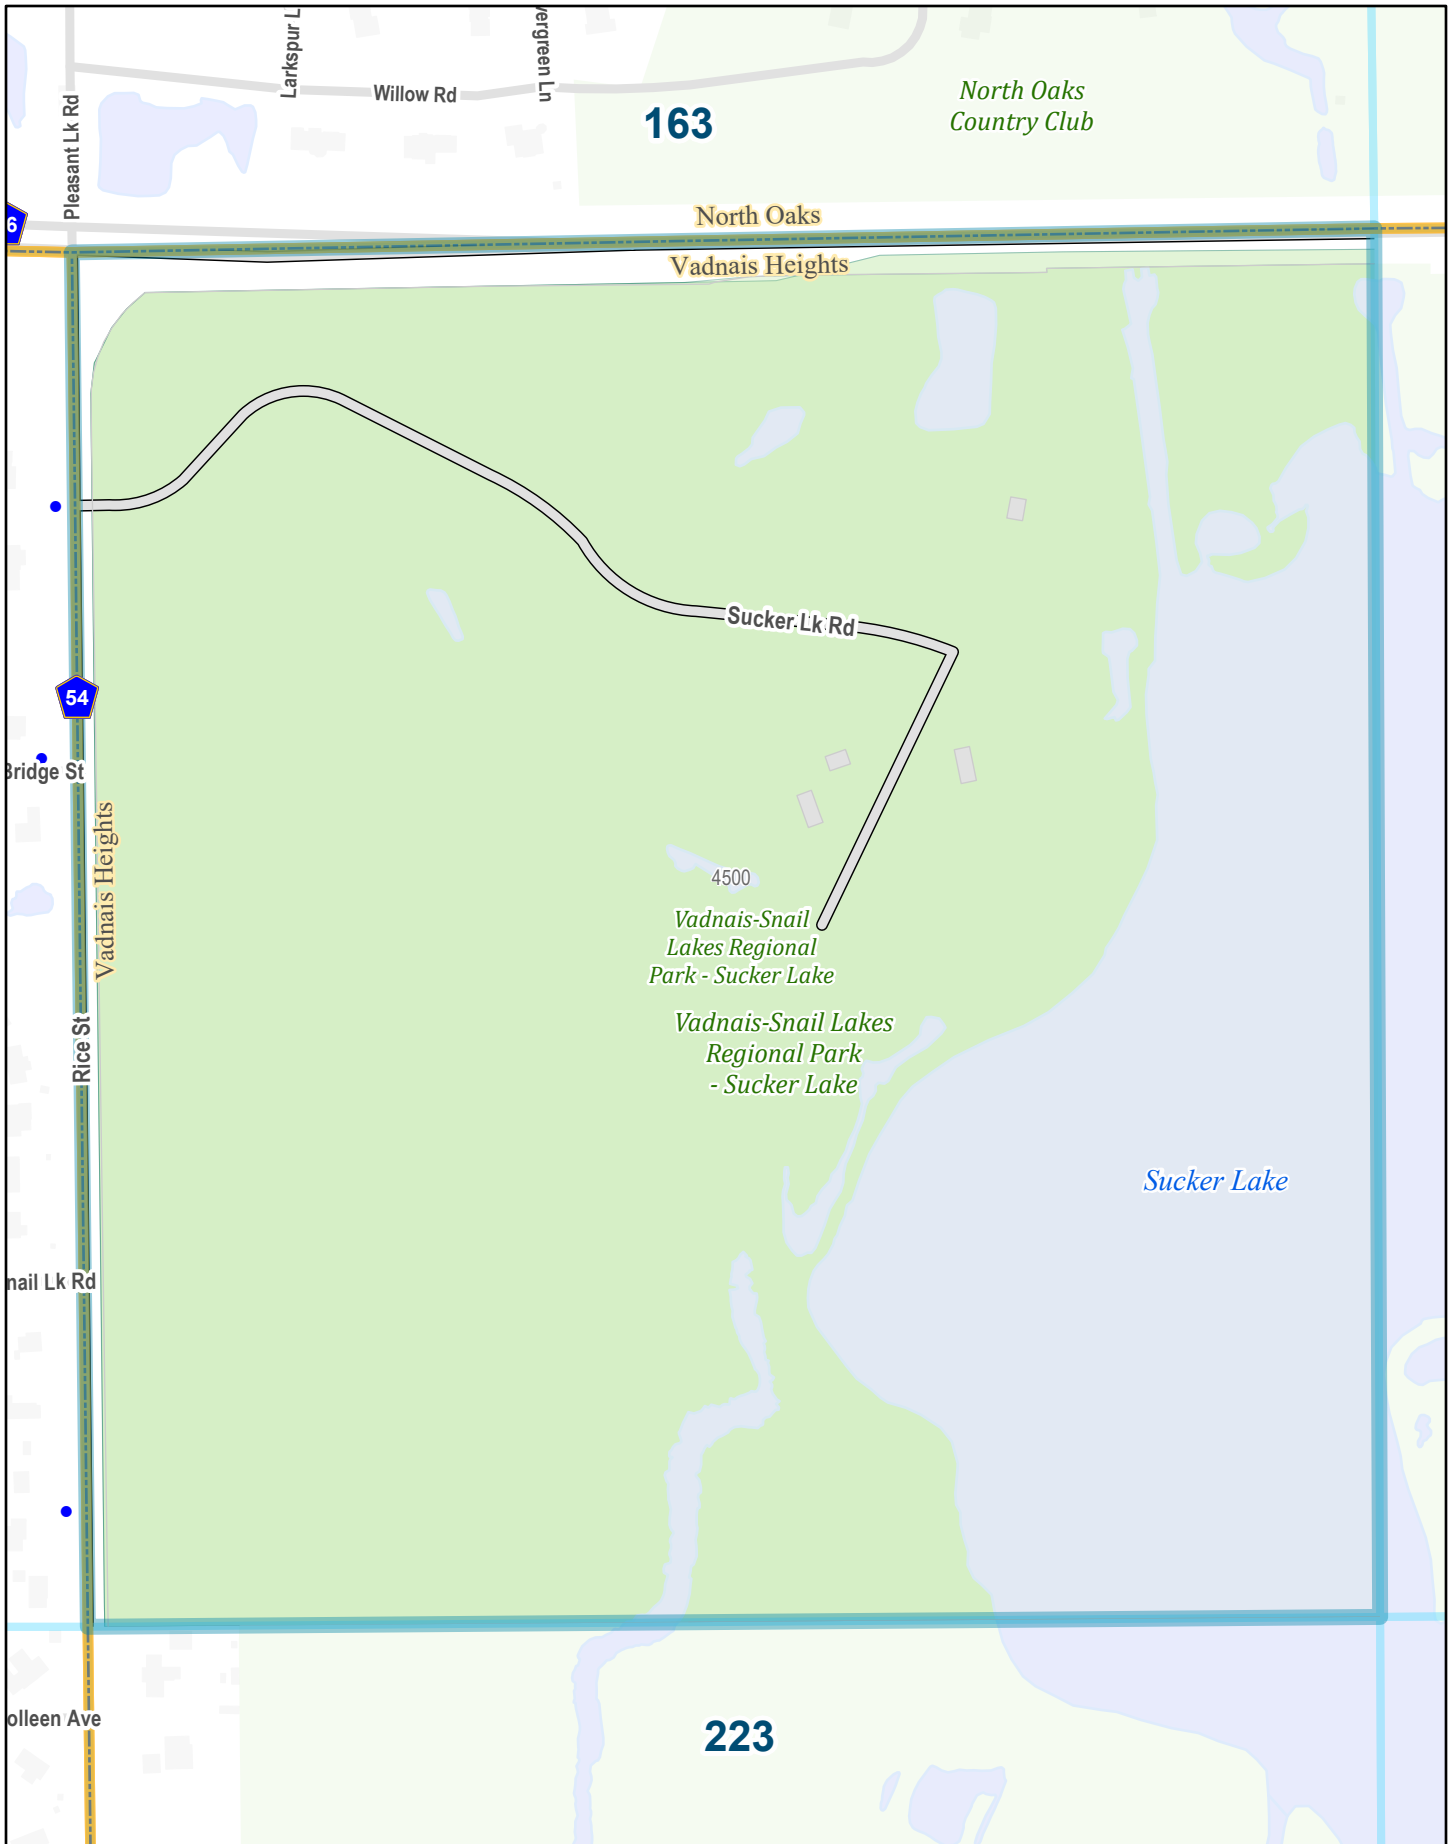 Larkspur L
vergreen Ln
Willow Rd
Pleasant Lk Rd
163
North Oaks
Country Club
6
North Oaks
Vadnais Heights
Sucker Lk Rd
54
Bridge St
Vadnais Heights
4500
Vadnais-Snail
Lakes Regional
Park - Sucker Lake
Vadnais-Snail Lakes
Regional Park
- Sucker Lake
Rice St
Sucker Lake
nail Lk Rd
olleen Ave
223